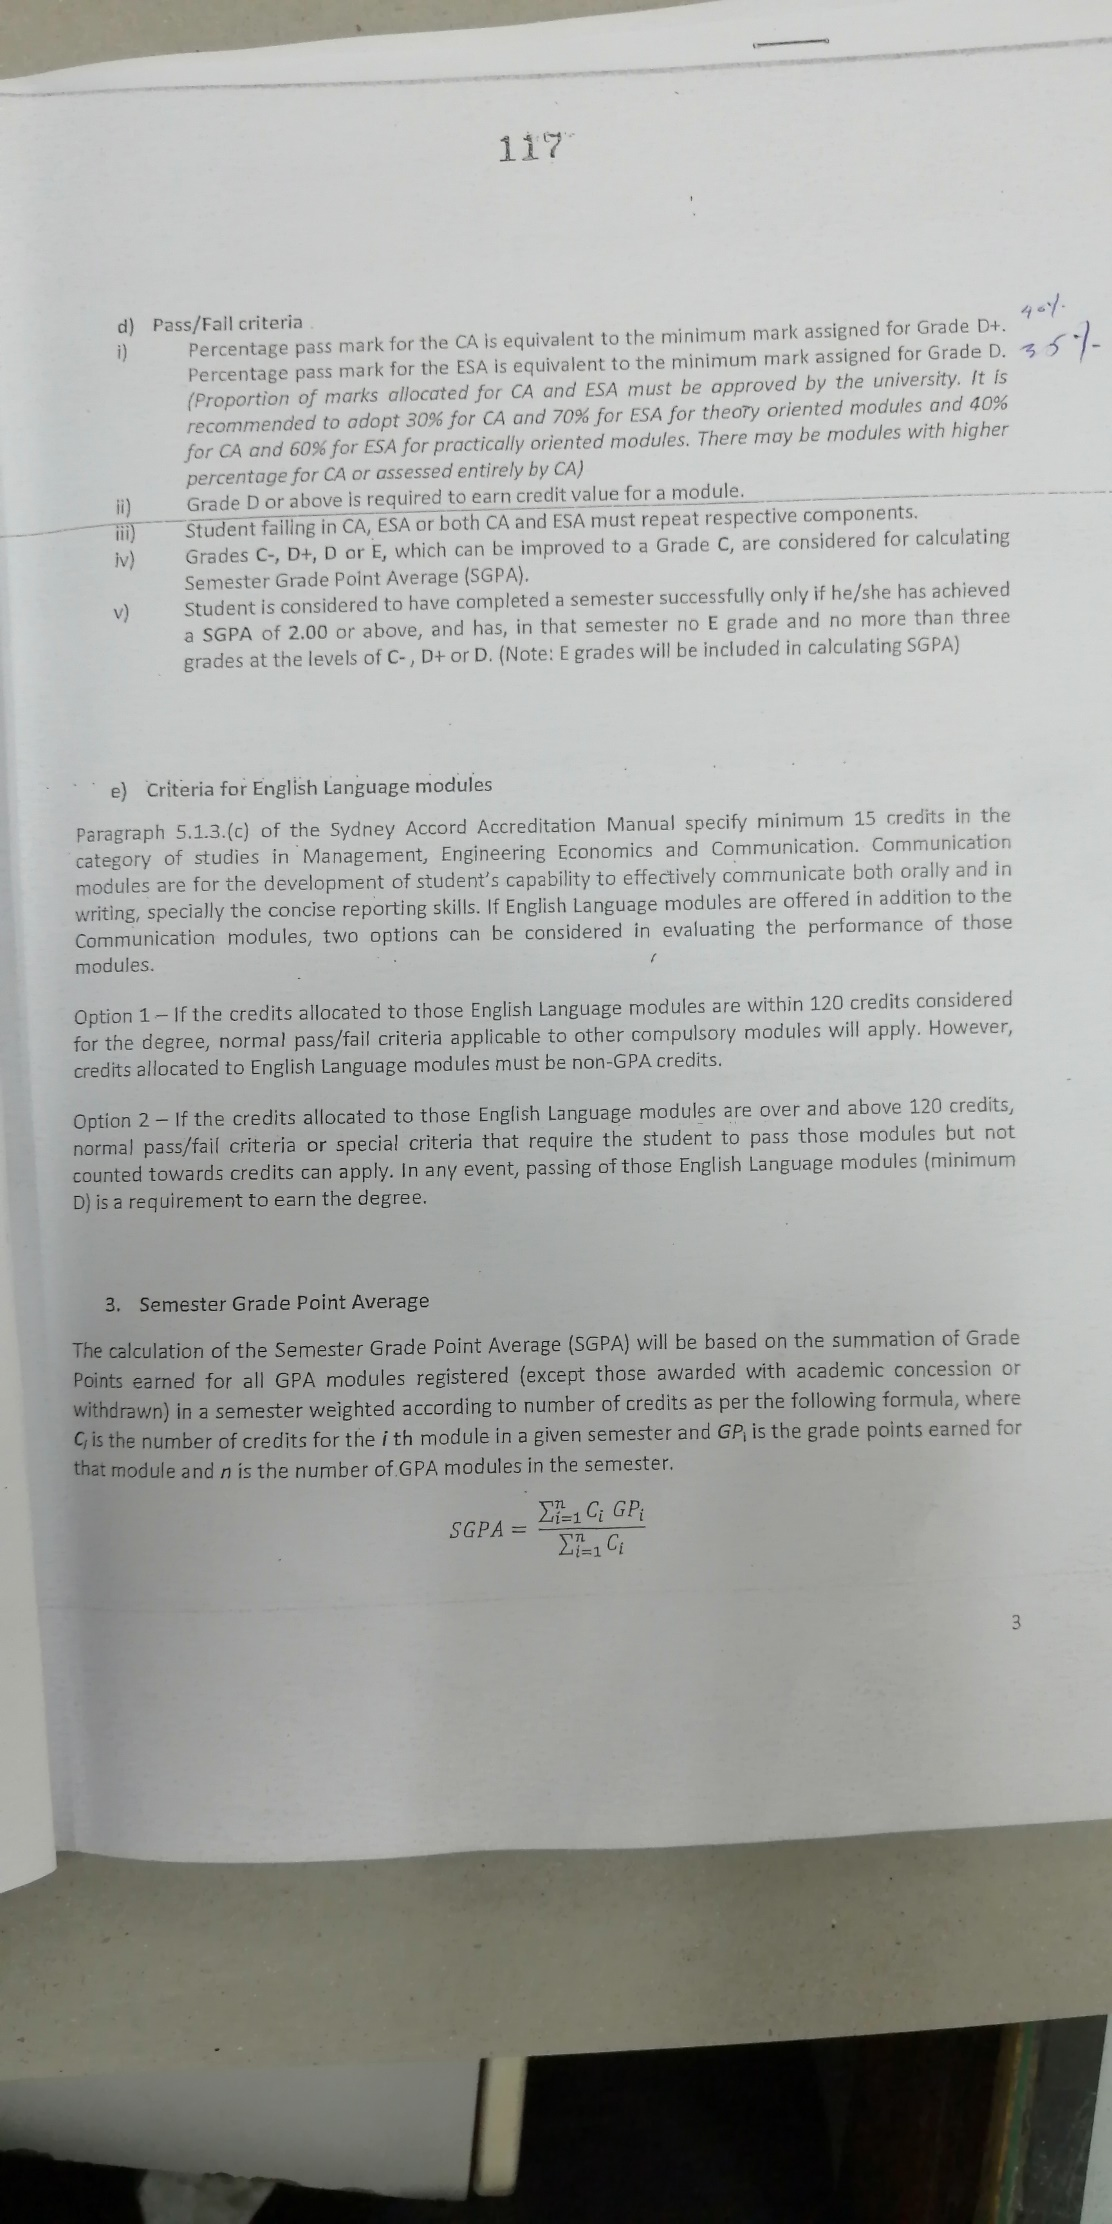 117
d) Pass/Fail criteria
40%
i) Percentage pass mark for the CA is equivalent to the minimum mark assigned for Grade D+.
Percentage pass mark for the ESA is equivalent to the minimum mark assigned for Grade D. 35%
(Proportion of marks allocated for CA and ESA must be approved by the university. It is
recommended to adopt 30% for CA and 70% for ESA for theory oriented modules and 40%
for CA and 60% for ESA for practically oriented modules. There may be modules with higher
percentage for CA or assessed entirely by CA)
ii) Grade D or above is required to earn credit value for a module.
iii) Student failing in CA, ESA or both CA and ESA must repeat respective components.
iv) Grades C-, D+, D or E, which can be improved to a Grade C, are considered for calculating
Semester Grade Point Average (SGPA).
v) Student is considered to have completed a semester successfully only if he/she has achieved
a SGPA of 2.00 or above, and has, in that semester no E grade and no more than three
grades at the levels of C- , D+ or D. (Note: E grades will be included in calculating SGPA)
e) Criteria for English Language modules
Paragraph 5.1.3.(c) of the Sydney Accord Accreditation Manual specify minimum 15 credits in the
category of studies in Management, Engineering Economics and Communication. Communication
modules are for the development of student's capability to effectively communicate both orally and in
writing, specially the concise reporting skills. If English Language modules are offered in addition to the
Communication modules, two options can be considered in evaluating the performance of those
modules.
Option 1 – If the credits allocated to those English Language modules are within 120 credits considered
for the degree, normal pass/fail criteria applicable to other compulsory modules will apply. However,
credits allocated to English Language modules must be non-GPA credits.
Option 2 – If the credits allocated to those English Language modules are over and above 120 credits,
normal pass/fail criteria or special criteria that require the student to pass those modules but not
counted towards credits can apply. In any event, passing of those English Language modules (minimum
D) is a requirement to earn the degree.
3. Semester Grade Point Average
The calculation of the Semester Grade Point Average (SGPA) will be based on the summation of Grade
Points earned for all GPA modules registered (except those awarded with academic concession or
withdrawn) in a semester weighted according to number of credits as per the following formula, where
Cᵢ is the number of credits for the i th module in a given semester and GPᵢ is the grade points earned for
that module and n is the number of GPA modules in the semester.
SGPA = ∑ⁿᵢ₌₁ Cᵢ GPᵢ / ∑ⁿᵢ₌₁ Cᵢ
3